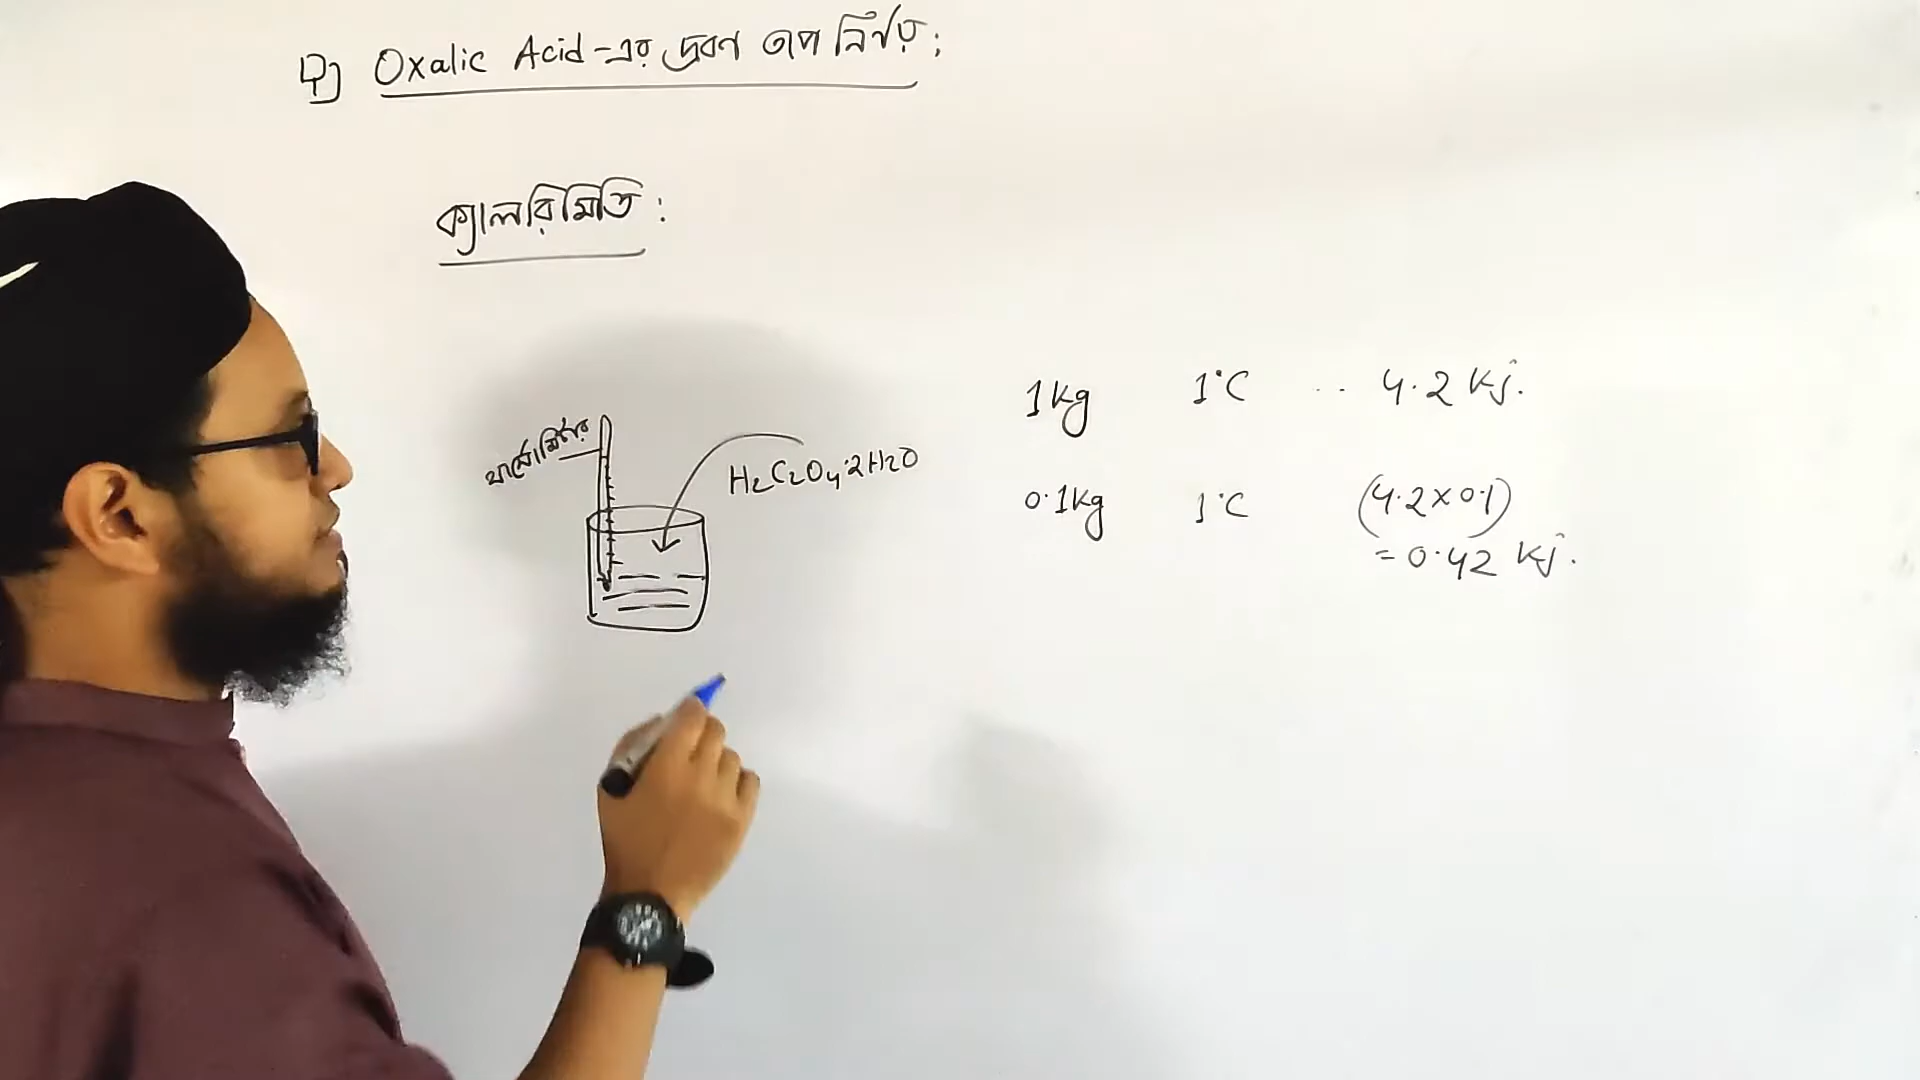 Oxalic Acid-এর দ্রবণ তাপ নির্ণয়:
ক্যালরিমিতি:
থার্মোমিটার
H2C2O4·2H2O
1kg 1°C .. 4.2 kj.
0.1kg 1°C (4.2×0.1)
= 0.42 kj.